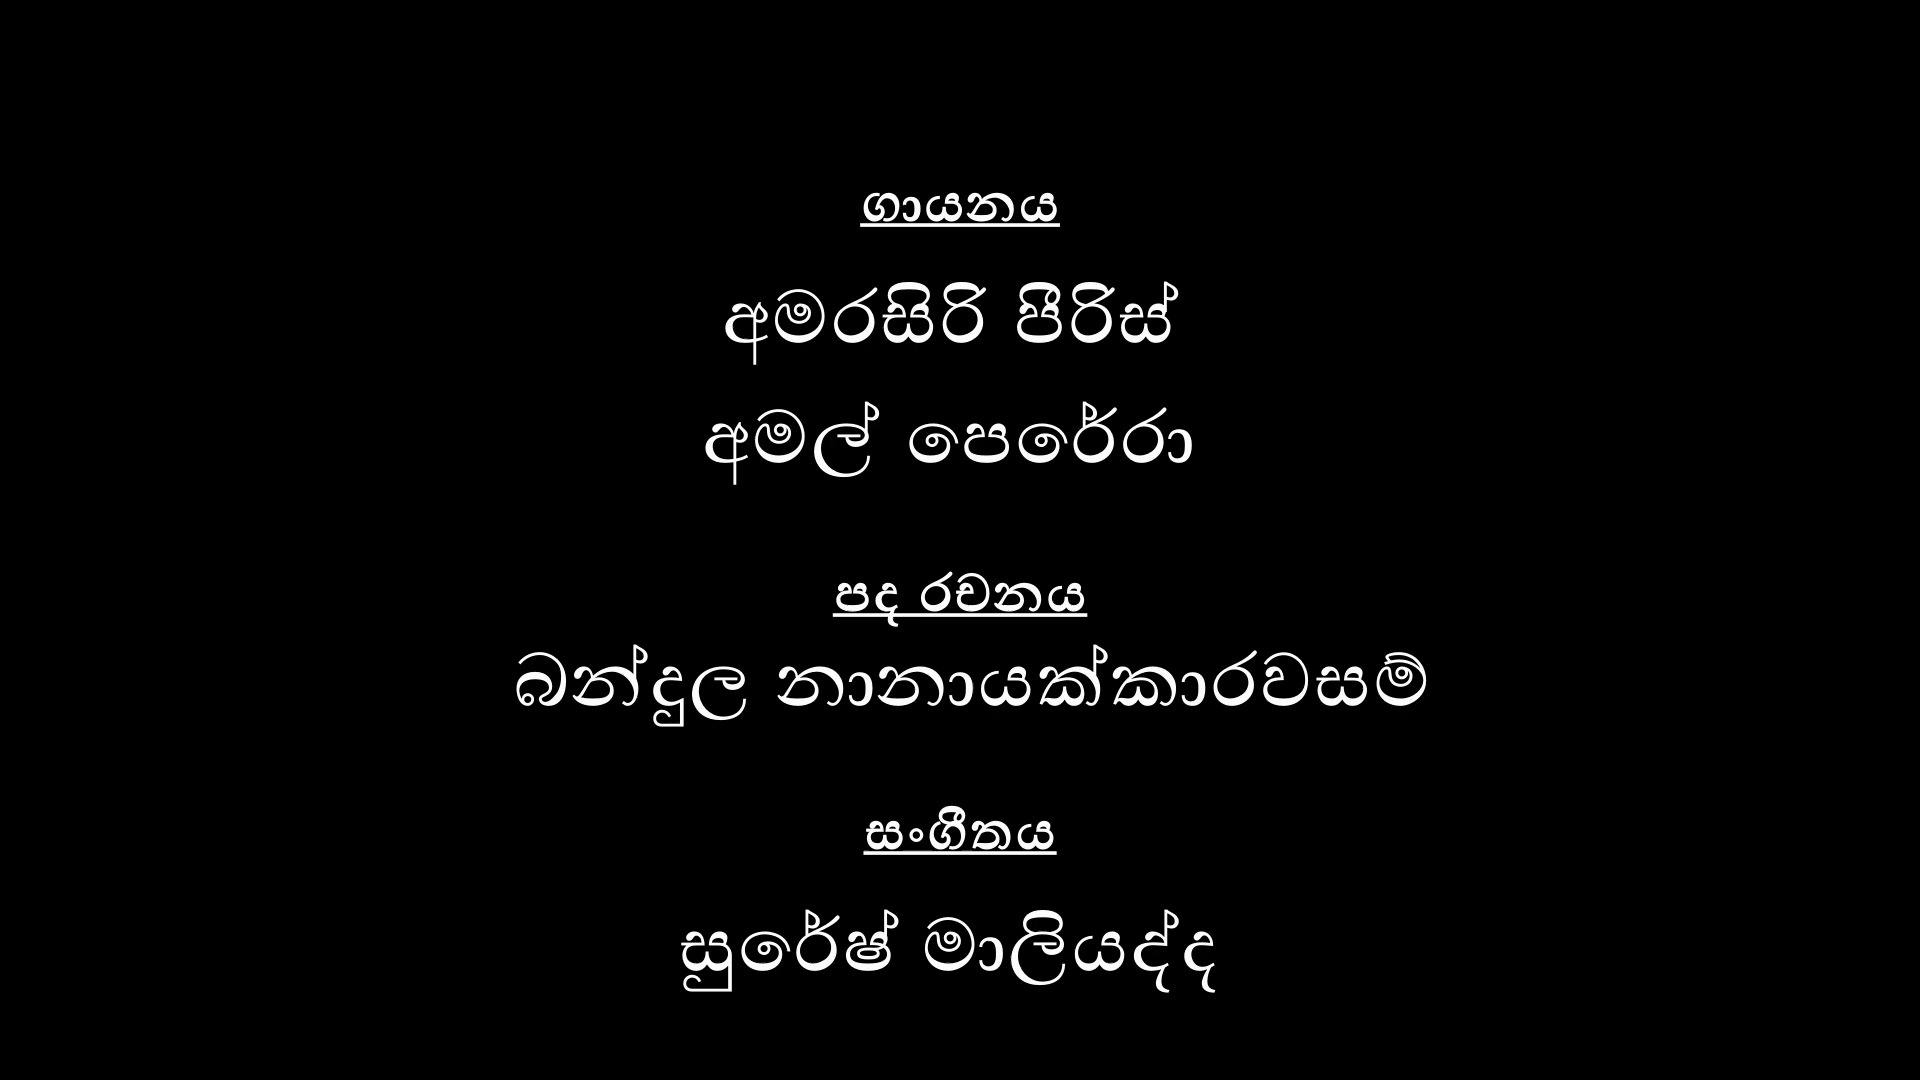 ගායනය
අමරසිරි පීරිස්
අමල් පෙරේරා
පද රචනය
බන්දුල නානායක්කාරවසම්
සංගීතය
සුරේෂ් මාලියද්ද